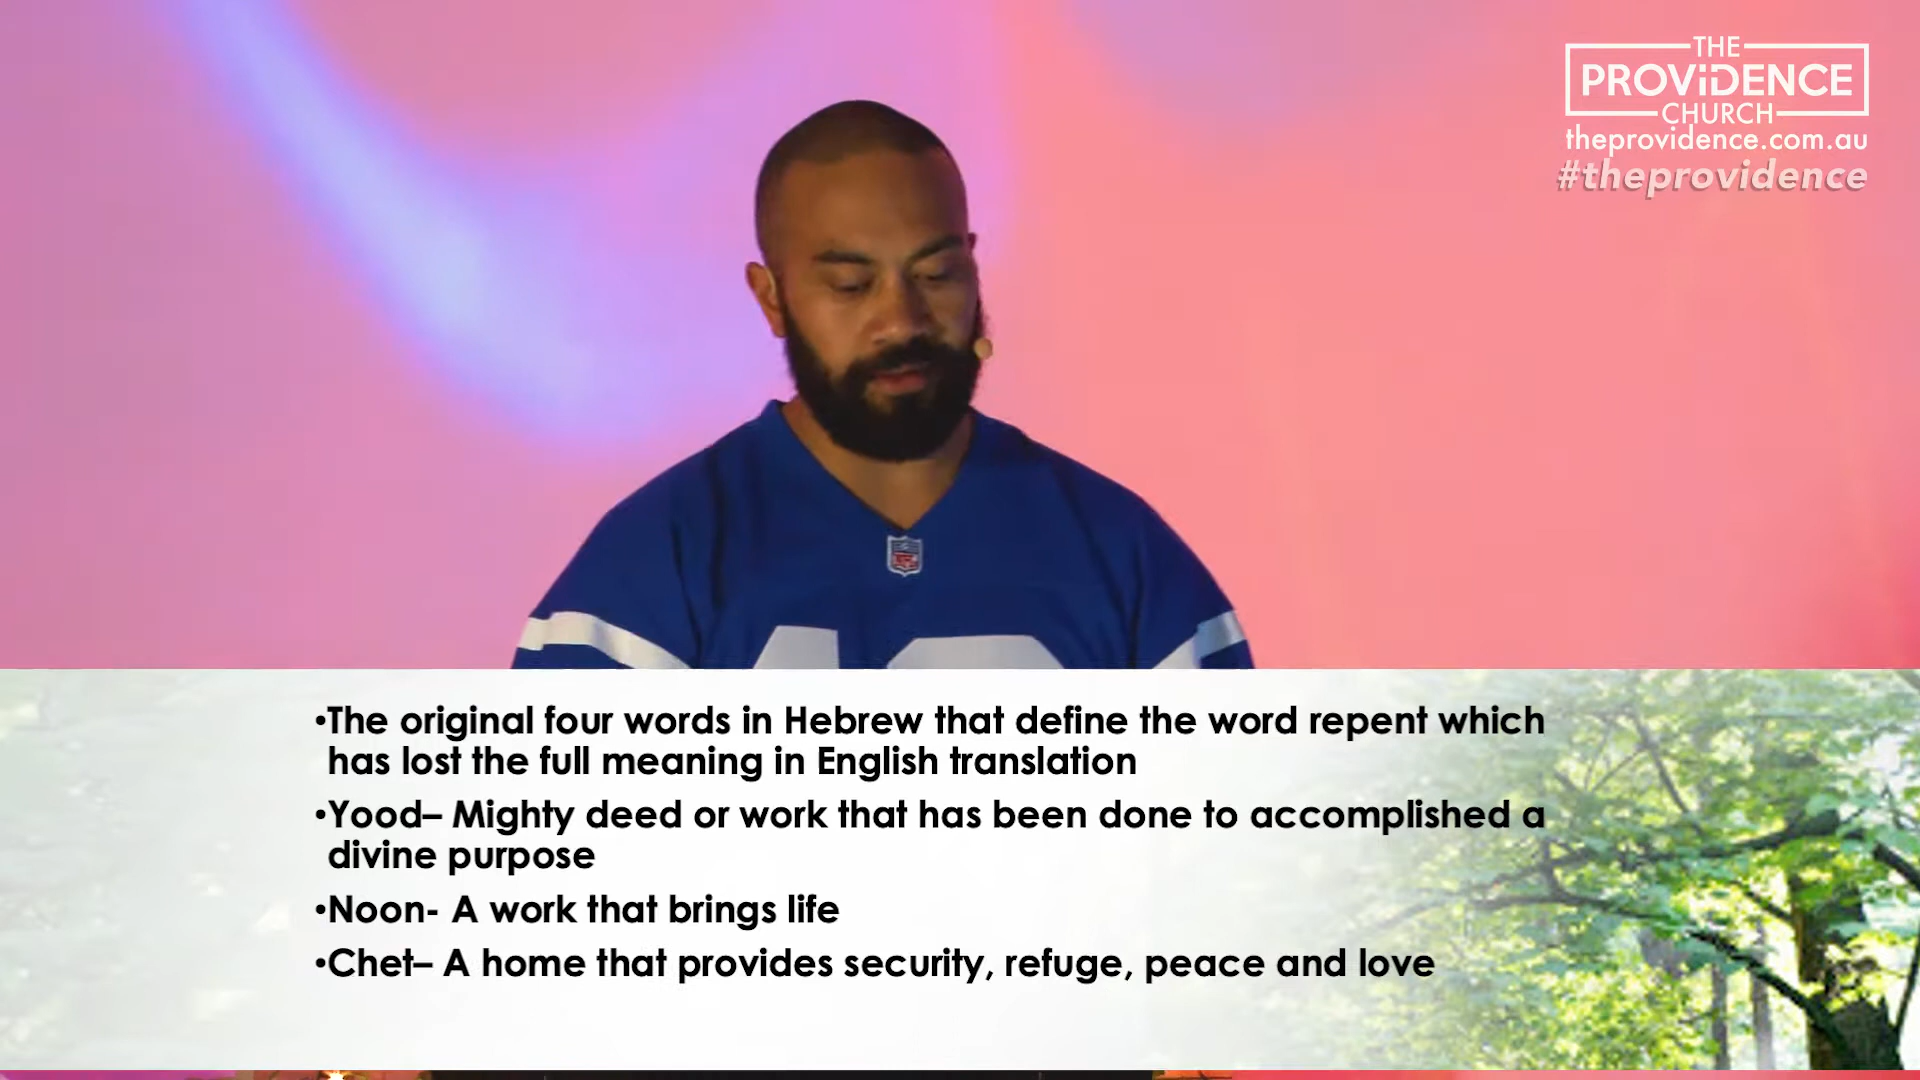 THE
PROViDENCE
CHURCH
theprovidence.com.au
#theprovidence
•The original four words in Hebrew that define the word repent which
has lost the full meaning in English translation
•Yood– Mighty deed or work that has been done to accomplished a
divine purpose
•Noon- A work that brings life
•Chet– A home that provides security, refuge, peace and love